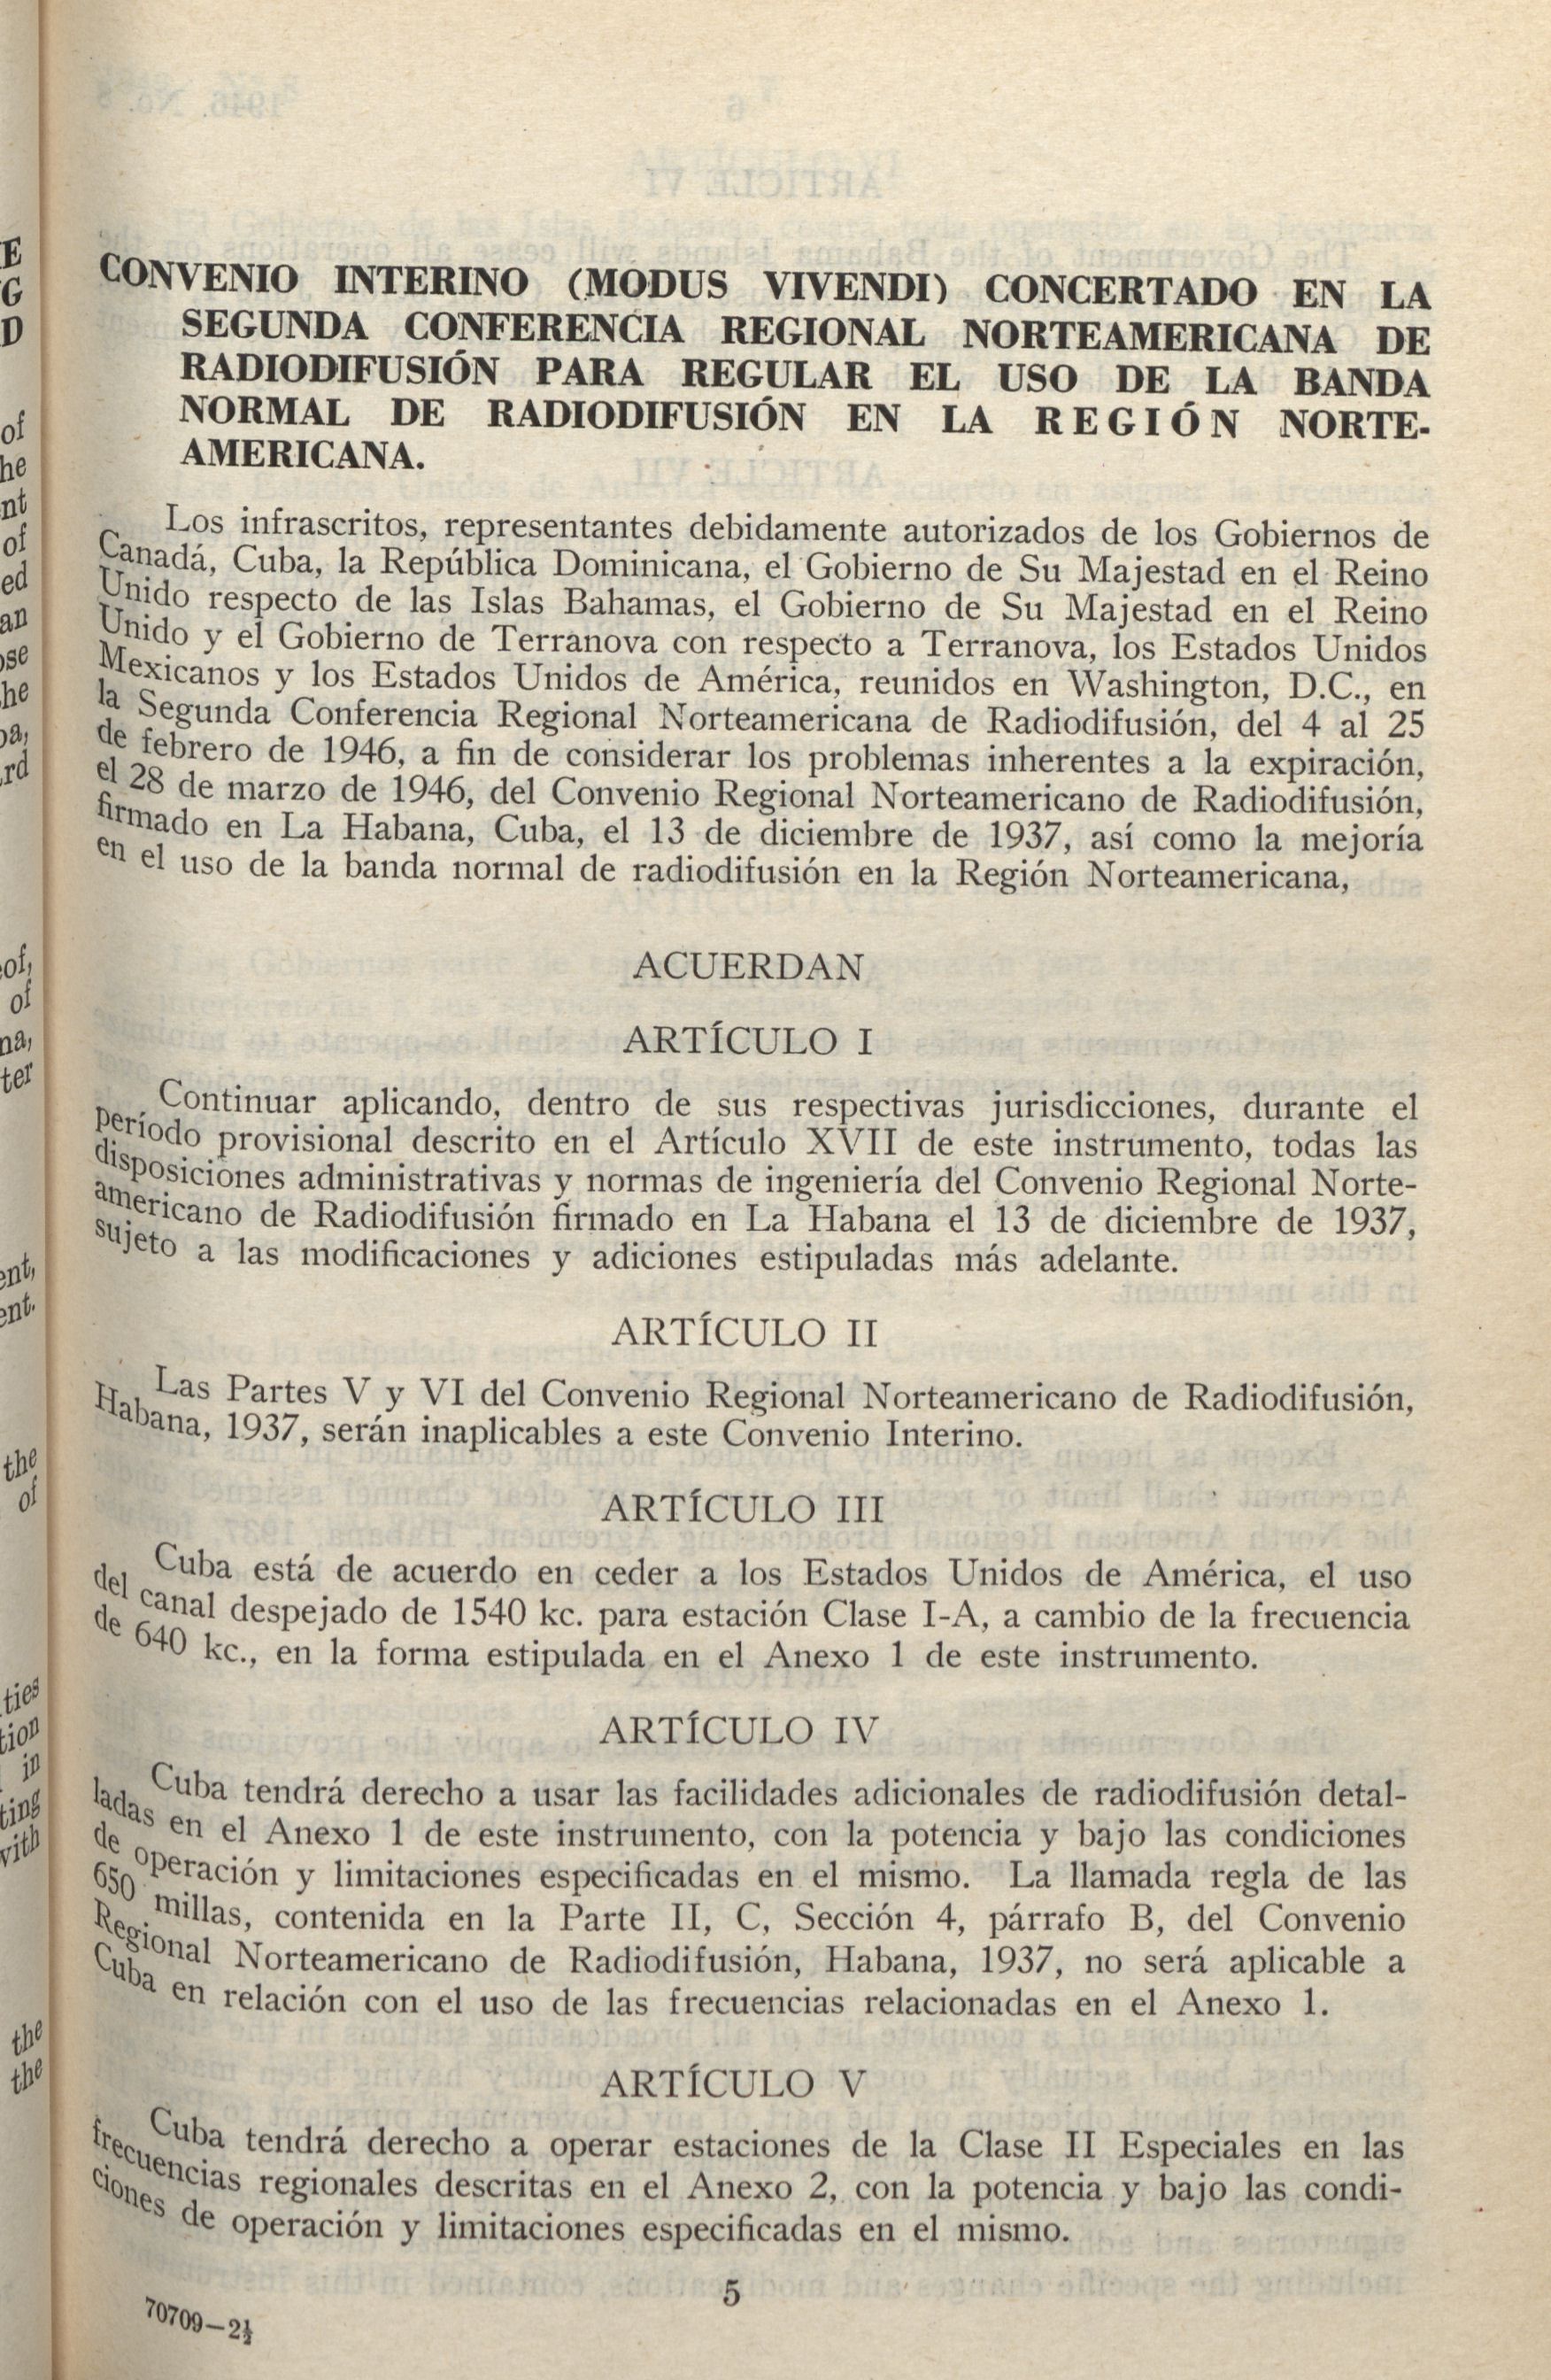 CONVENIO INTERINO (MODUS VIVENDI) CONCERTADO EN LA
SEGUNDA CONFERENCIA REGIONAL NORTEAMERICANA DE
RADIODIFUSIÓN PARA REGULAR EL USO DE LA BANDA
NORMAL DE RADIODIFUSIÓN EN LA REGIÓN NORTE-
AMERICANA.
Los infrascritos, representantes debidamente autorizados de los Gobiernos de
Canadá, Cuba, la República Dominicana, el Gobierno de Su Majestad en el Reino
Unido respecto de las Islas Bahamas, el Gobierno de Su Majestad en el Reino
Unido y el Gobierno de Terranova con respecto a Terranova, los Estados Unidos
Mexicanos y los Estados Unidos de América, reunidos en Washington, D.C., en
la Segunda Conferencia Regional Norteamericana de Radiodifusión, del 4 al 25
de febrero de 1946, a fin de considerar los problemas inherentes a la expiración,
el 28 de marzo de 1946, del Convenio Regional Norteamericano de Radiodifusión,
firmado en La Habana, Cuba, el 13 de diciembre de 1937, así como la mejoría
en el uso de la banda normal de radiodifusión en la Región Norteamericana,
ACUERDAN
ARTÍCULO I
Continuar aplicando, dentro de sus respectivas jurisdicciones, durante el
período provisional descrito en el Artículo XVII de este instrumento, todas las
disposiciones administrativas y normas de ingeniería del Convenio Regional Norte-
americano de Radiodifusión firmado en La Habana el 13 de diciembre de 1937,
sujeto a las modificaciones y adiciones estipuladas más adelante.
ARTÍCULO II
Las Partes V y VI del Convenio Regional Norteamericano de Radiodifusión,
Habana, 1937, serán inaplicables a este Convenio Interino.
ARTÍCULO III
Cuba está de acuerdo en ceder a los Estados Unidos de América, el uso
del canal despejado de 1540 kc. para estación Clase I-A, a cambio de la frecuencia
de 640 kc., en la forma estipulada en el Anexo 1 de este instrumento.
ARTÍCULO IV
Cuba tendrá derecho a usar las facilidades adicionales de radiodifusión detal-
ladas en el Anexo 1 de este instrumento, con la potencia y bajo las condiciones
de operación y limitaciones especificadas en el mismo. La llamada regla de las
650 millas, contenida en la Parte II, C, Sección 4, párrafo B, del Convenio
Regional Norteamericano de Radiodifusión, Habana, 1937, no será aplicable a
Cuba en relación con el uso de las frecuencias relacionadas en el Anexo 1.
ARTÍCULO V
Cuba tendrá derecho a operar estaciones de la Clase II Especiales en las
frecuencias regionales descritas en el Anexo 2, con la potencia y bajo las condi-
ciones de operación y limitaciones especificadas en el mismo.
5
70709—2½